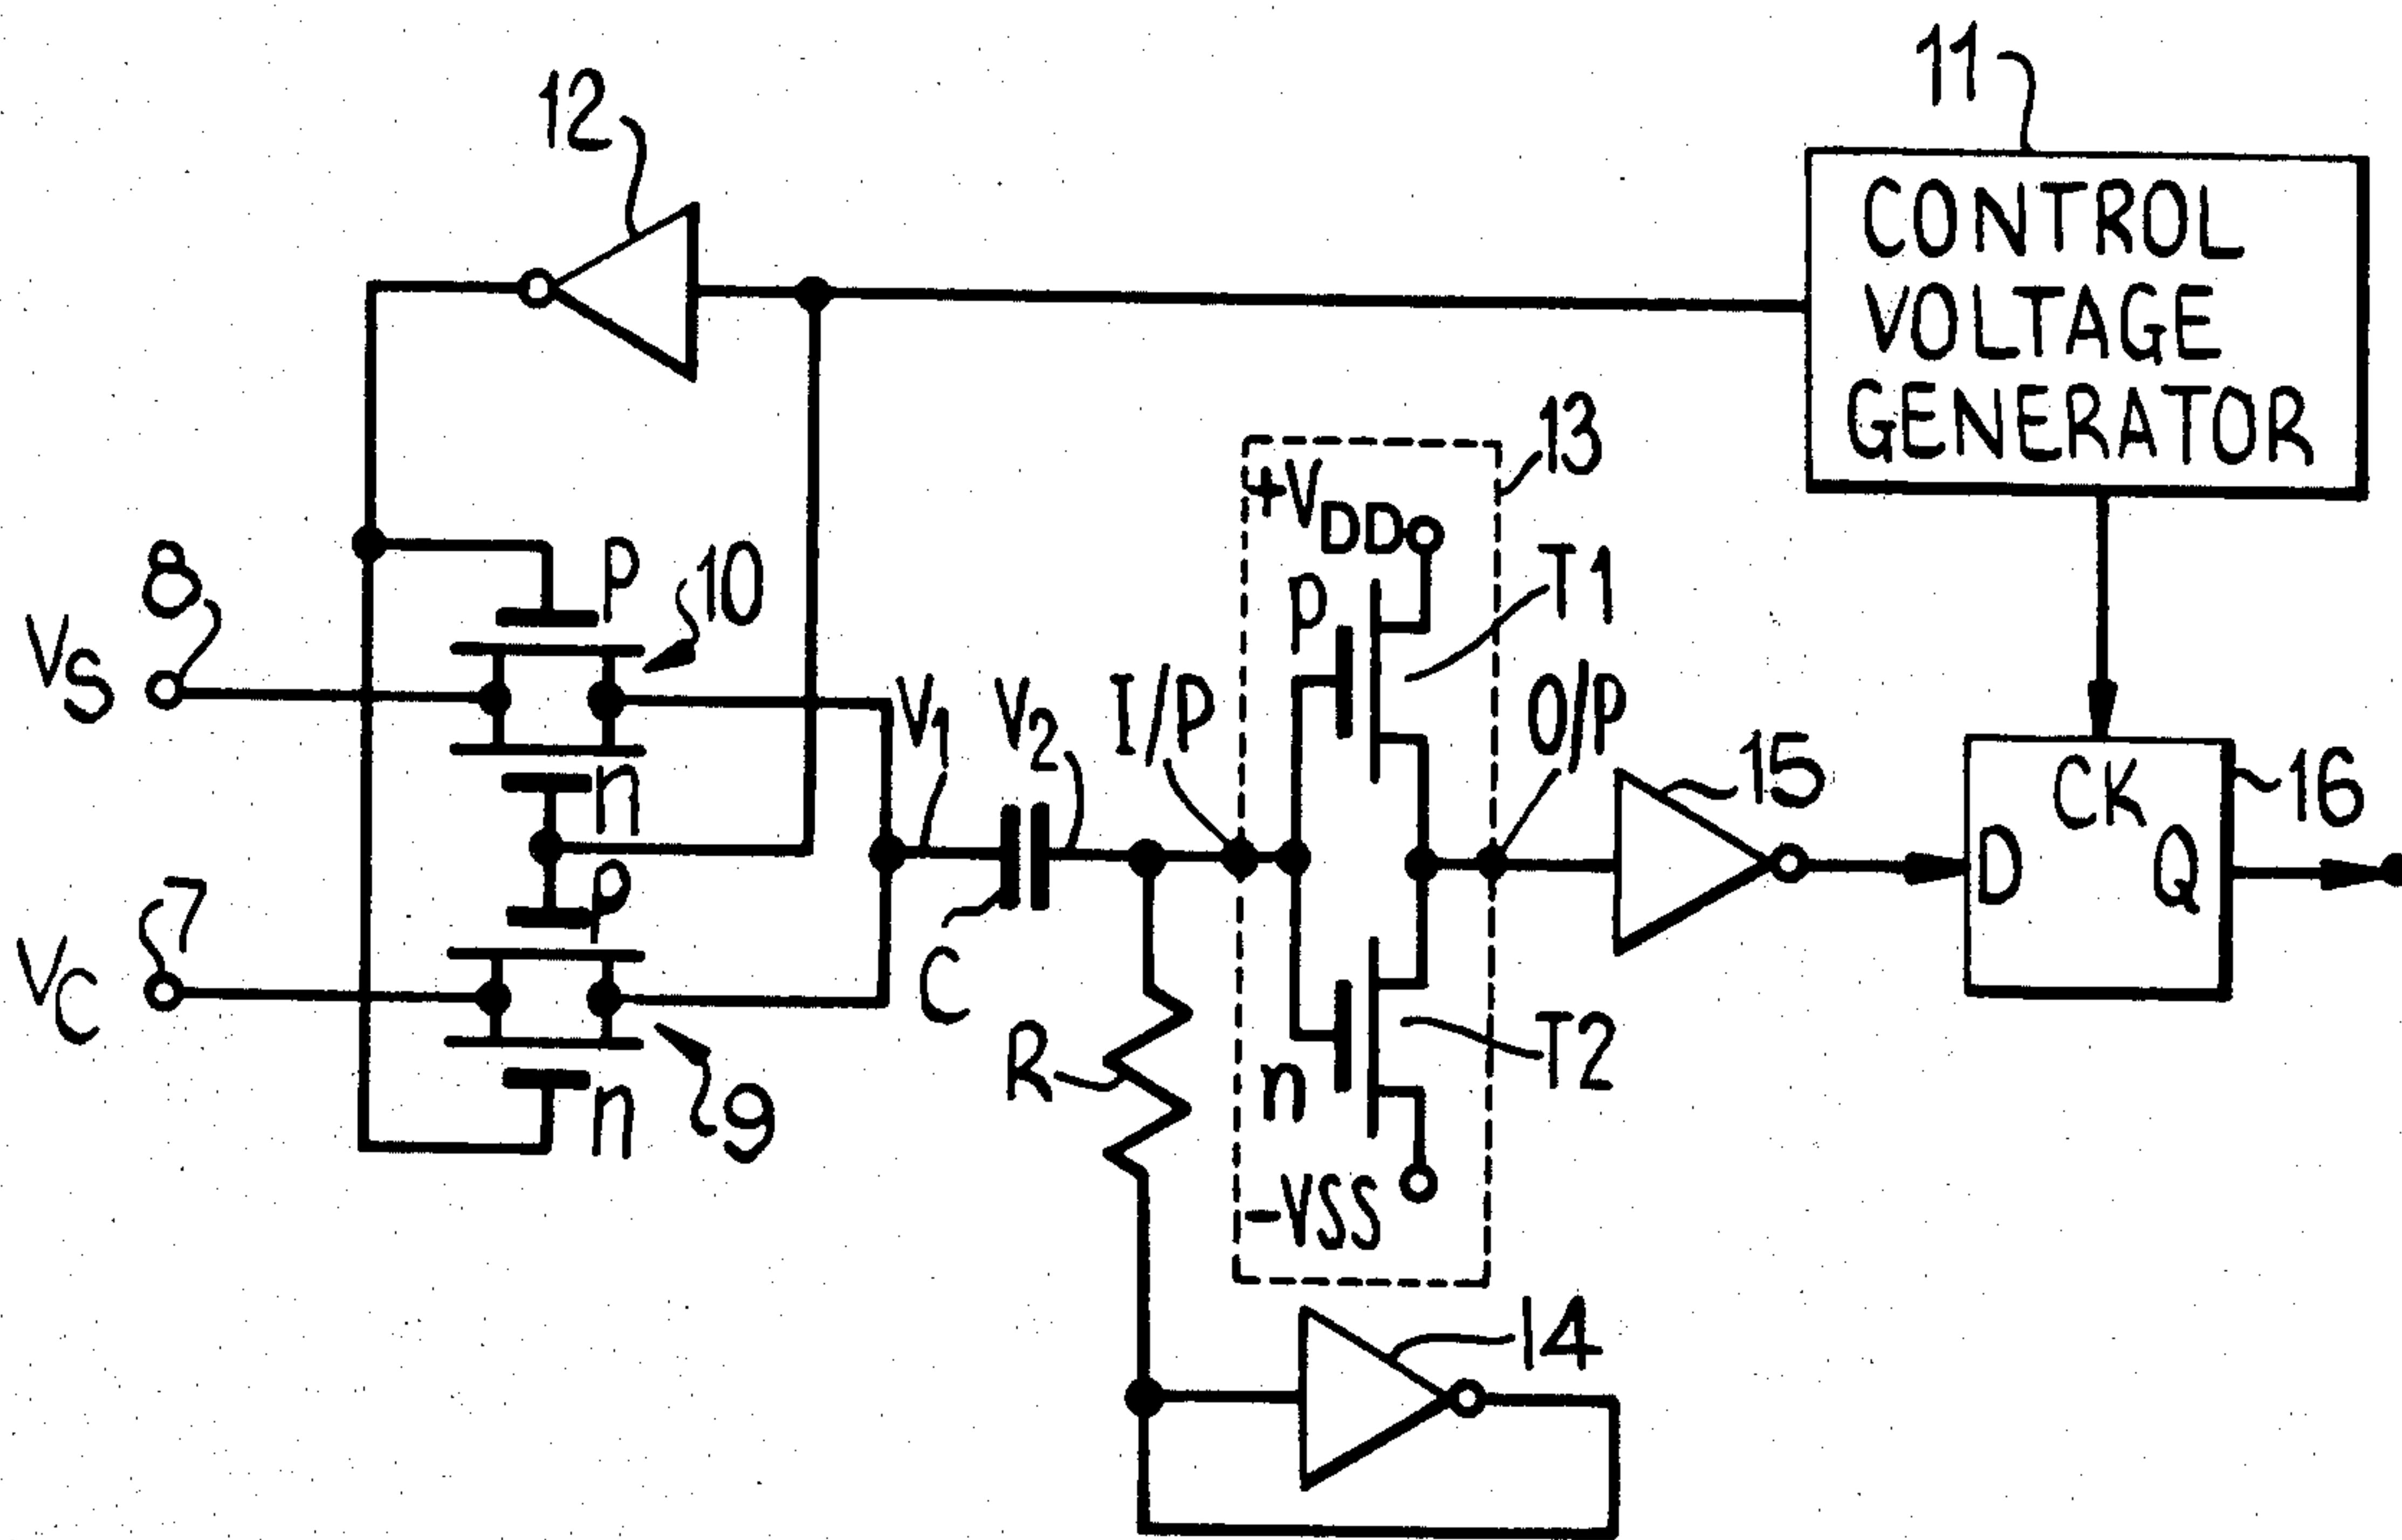 11
12
CONTROL
VOLTAGE
GENERATOR
13
+VDD
8
p
10
T1
VS
p
V1
V2
I/P
O/P
15
n
CK
16
D
Q
p
7
VC
C
R
T2
n
n
9
-VSS
14